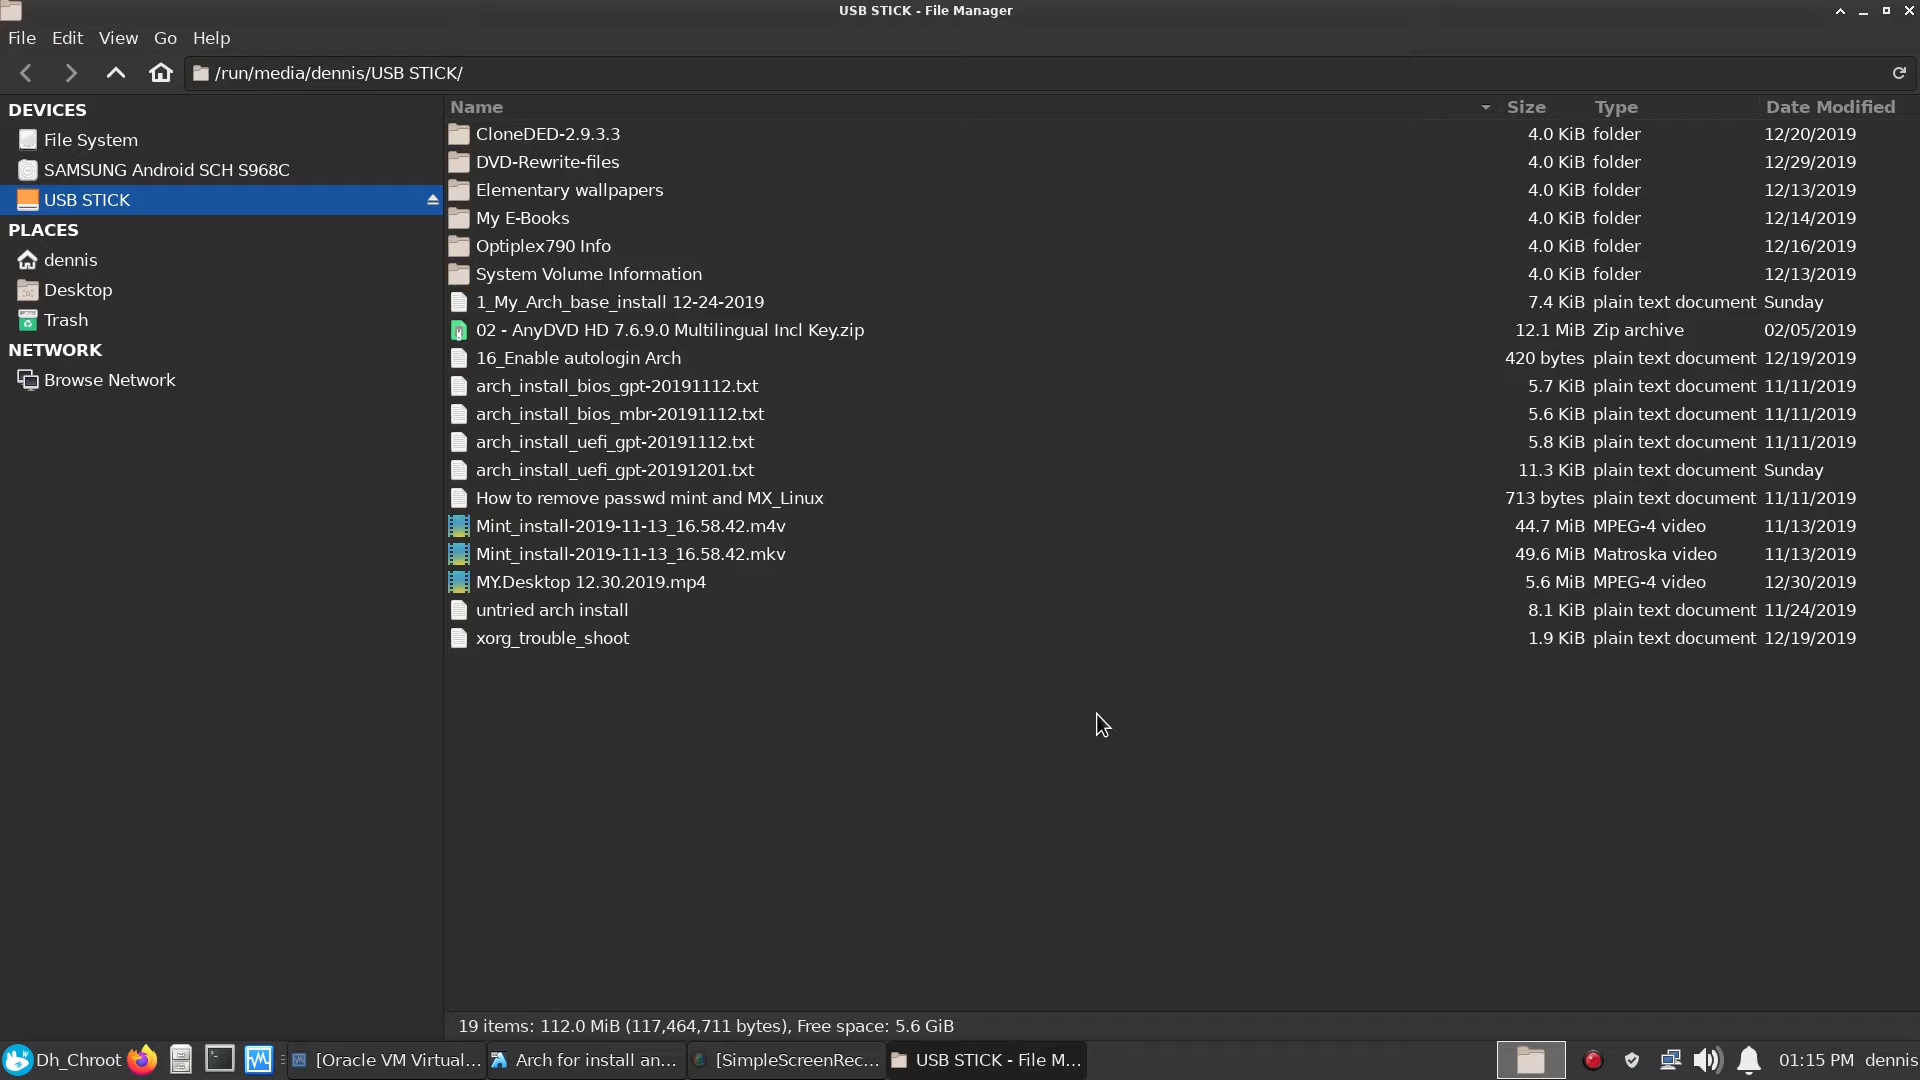 USB STICK - File Manager
File Edit View Go Help
/run/media/dennis/USB STICK/
DEVICES
File System
SAMSUNG Android SCH S968C
USB STICK
PLACES
dennis
Desktop
Trash
NETWORK
Browse Network
Name Size Type Date Modified
CloneDED-2.9.3.3 4.0 KiB folder 12/20/2019
DVD-Rewrite-files 4.0 KiB folder 12/29/2019
Elementary wallpapers 4.0 KiB folder 12/13/2019
My E-Books 4.0 KiB folder 12/14/2019
Optiplex790 Info 4.0 KiB folder 12/16/2019
System Volume Information 4.0 KiB folder 12/13/2019
1_My_Arch_base_install 12-24-2019 7.4 KiB plain text document Sunday
02 - AnyDVD HD 7.6.9.0 Multilingual Incl Key.zip 12.1 MiB Zip archive 02/05/2019
16_Enable autologin Arch 420 bytes plain text document 12/19/2019
arch_install_bios_gpt-20191112.txt 5.7 KiB plain text document 11/11/2019
arch_install_bios_mbr-20191112.txt 5.6 KiB plain text document 11/11/2019
arch_install_uefi_gpt-20191112.txt 5.8 KiB plain text document 11/11/2019
arch_install_uefi_gpt-20191201.txt 11.3 KiB plain text document Sunday
How to remove passwd mint and MX_Linux 713 bytes plain text document 11/11/2019
Mint_install-2019-11-13_16.58.42.m4v 44.7 MiB MPEG-4 video 11/13/2019
Mint_install-2019-11-13_16.58.42.mkv 49.6 MiB Matroska video 11/13/2019
MY.Desktop 12.30.2019.mp4 5.6 MiB MPEG-4 video 12/30/2019
untried arch install 8.1 KiB plain text document 11/24/2019
xorg_trouble_shoot 1.9 KiB plain text document 12/19/2019
19 items: 112.0 MiB (117,464,711 bytes), Free space: 5.6 GiB
Dh_Chroot [Oracle VM Virtual... Arch for install an... [SimpleScreenRec... USB STICK - File M... 01:15 PM dennis